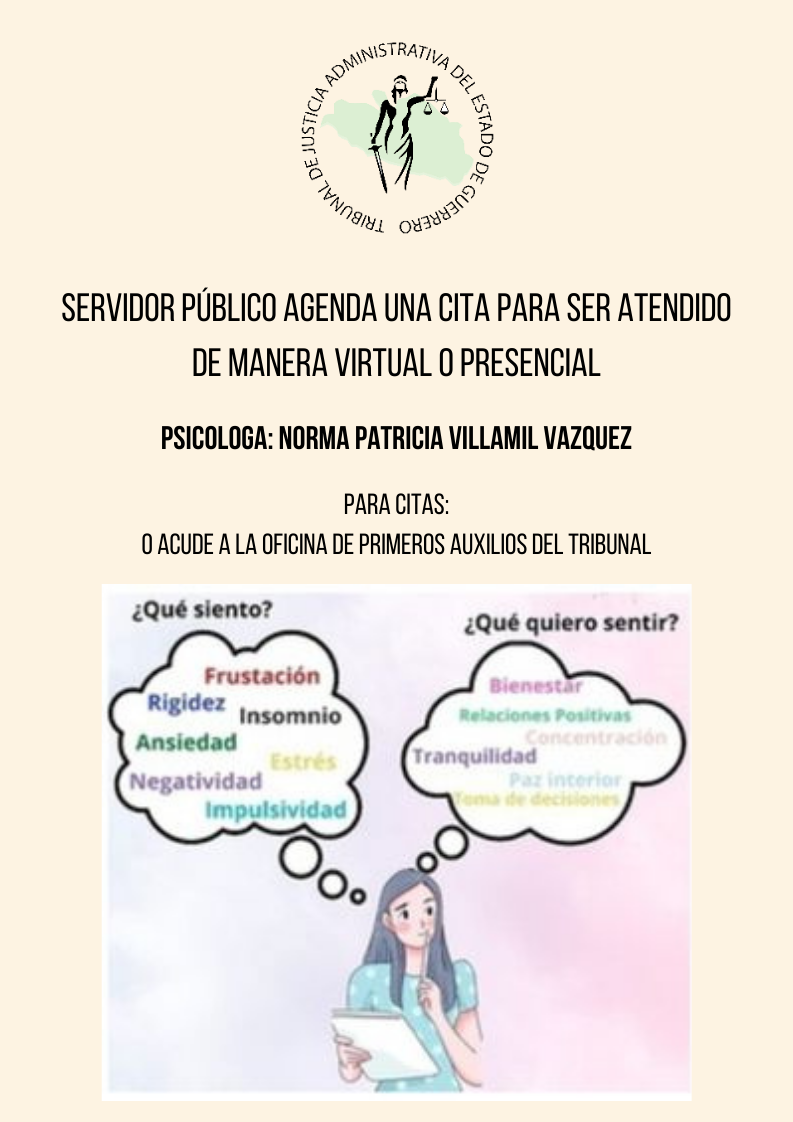 TRIBUNAL DE JUSTICIA ADMINISTRATIVA DEL ESTADO DE GUERRERO
SERVIDOR PÚBLICO AGENDA UNA CITA PARA SER ATENDIDO
DE MANERA VIRTUAL O PRESENCIAL
PSICOLOGA: NORMA PATRICIA VILLAMIL VAZQUEZ
PARA CITAS:
O ACUDE A LA OFICINA DE PRIMEROS AUXILIOS DEL TRIBUNAL
¿Qué siento?
Frustación
Rigidez
Insomnio
Ansiedad
Estrés
Negatividad
Impulsividad
¿Qué quiero sentir?
Bienestar
Relaciones Positivas
Concentración
Tranquilidad
Paz interior
Toma de decisiones